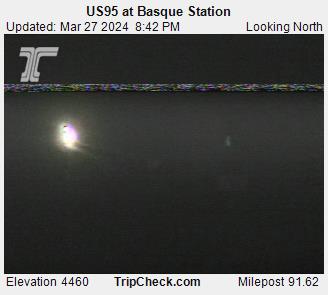 US95 at Basque Station
Updated: Mar 27 2024 8:42 PM Looking North
Elevation 4460 TripCheck.com Milepost 91.62